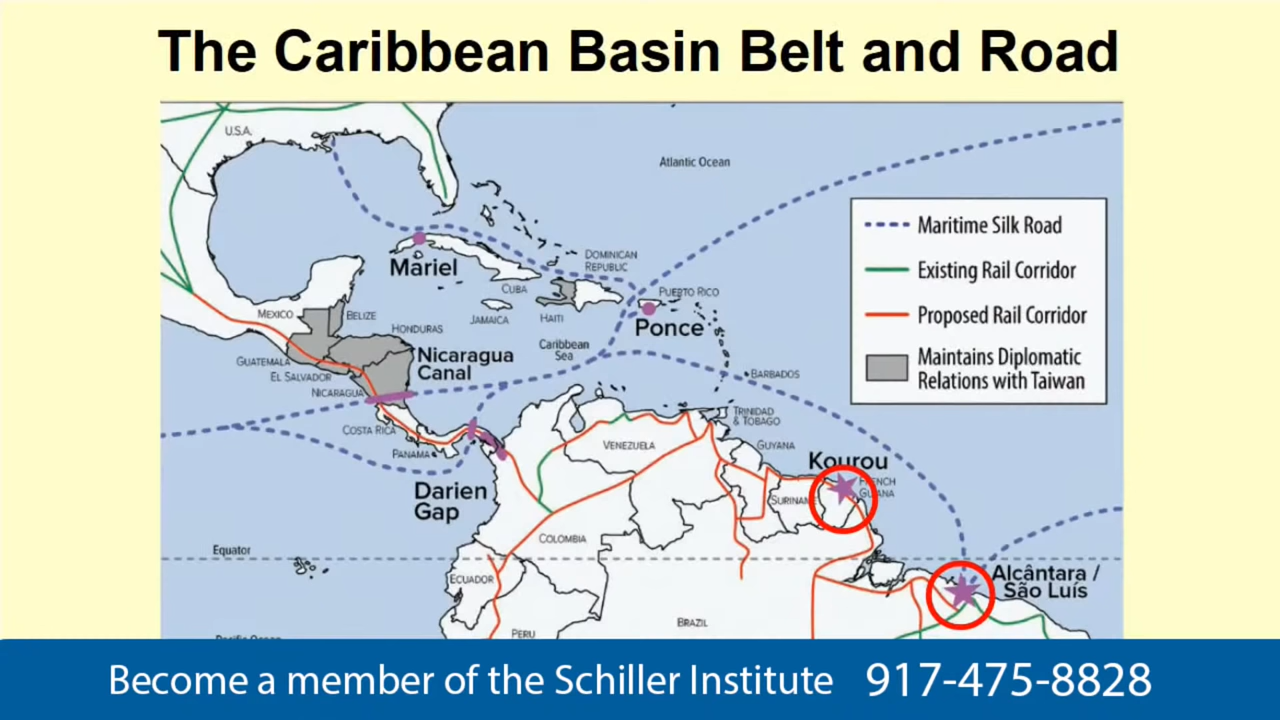 The Caribbean Basin Belt and Road
U.S.A.
Atlantic Ocean
Maritime Silk Road
Existing Rail Corridor
Proposed Rail Corridor
Maintains Diplomatic
Relations with Taiwan
Mariel
DOMINICAN
REPUBLIC
CUBA
PUERTO RICO
MEXICO
BELIZE
JAMAICA
HAITI
Ponce
HONDURAS
Caribbean
Sea
Nicaragua
Canal
GUATEMALA
EL SALVADOR
BARBADOS
NICARAGUA
TRINIDAD
& TOBAGO
COSTA RICA
VENEZUELA
GUYANA
PANAMA
Kourou
FRENCH
GUIANA
Darien
Gap
SURINAME
COLOMBIA
Equator
ECUADOR
Alcântara /
São Luís
BRAZIL
PERU
Pacific Ocean
Become a member of the Schiller Institute 917-475-8828